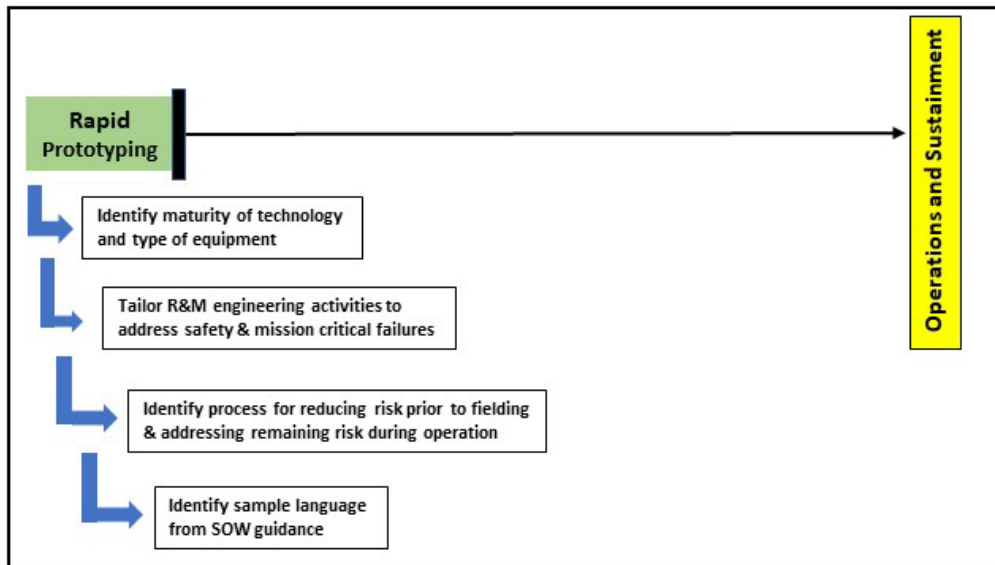 Rapid
Prototyping
Operations and Sustainment
Identify maturity of technology
and type of equipment
Tailor R&M engineering activities to
address safety & mission critical failures
Identify process for reducing risk prior to fielding
& addressing remaining risk during operation
Identify sample language
from SOW guidance